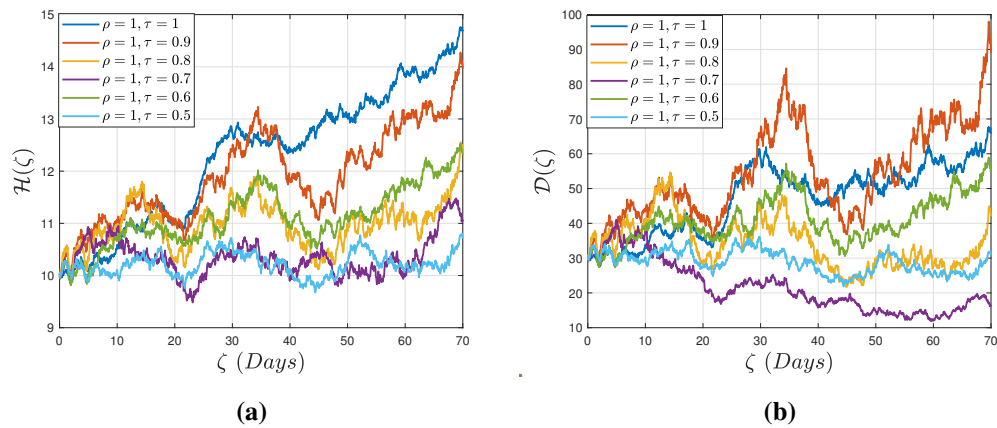 15
14
13
12
11
10
9
ℋ(ζ)
ρ = 1, τ = 1
ρ = 1, τ = 0.9
ρ = 1, τ = 0.8
ρ = 1, τ = 0.7
ρ = 1, τ = 0.6
ρ = 1, τ = 0.5
0 10 20 30 40 50 60 70
ζ (Days)
(a)
100
90
80
70
60
50
40
30
20
10
𝒟(ζ)
ρ = 1, τ = 1
ρ = 1, τ = 0.9
ρ = 1, τ = 0.8
ρ = 1, τ = 0.7
ρ = 1, τ = 0.6
ρ = 1, τ = 0.5
0 10 20 30 40 50 60 70
ζ (Days)
(b)